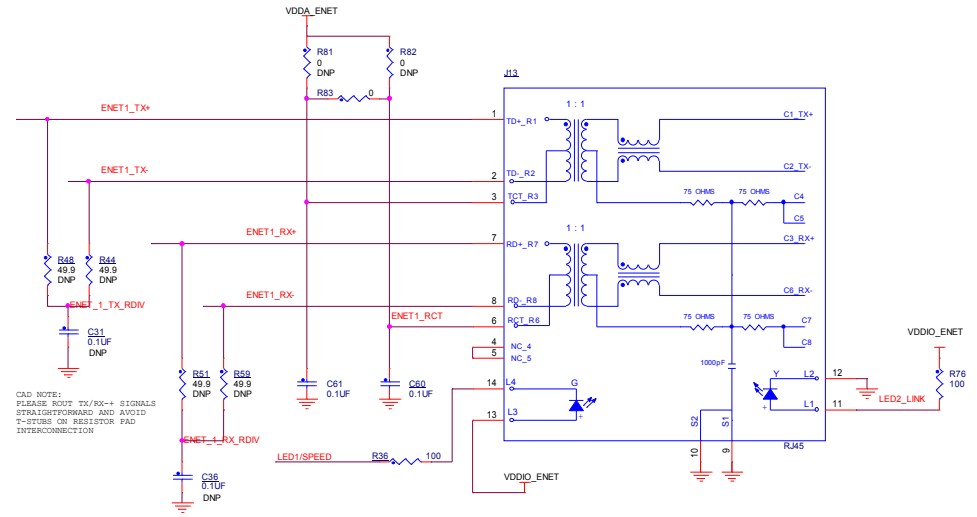 VDDA_ENET
R81
0
DNP
R82
0
DNP
R83
0
J13
ENET1_TX+
1
TD+_R1
1 : 1
C1_TX+
ENET1_TX-
2
TD-_R2
C2_TX-
3
TCT_R3
75 OHMS
75 OHMS
C4
C5
ENET1_RX+
7
RD+_R7
1 : 1
C3_RX+
R48
49.9
DNP
R44
49.9
DNP
ENET1_RX-
8
RD-_R8
C6_RX-
ENET_1_TX_RDIV
ENET1_RCT
6
RCT_R6
75 OHMS
75 OHMS
C7
C8
C31
0.1UF
DNP
4
NC_4
5
NC_5
1000pF
VDDIO_ENET
R76
100
R51
49.9
DNP
R59
49.9
DNP
C61
0.1UF
C60
0.1UF
14
L4
G
+
13
L3
Y
+
L2
12
L1
11
LED2_LINK
CAD NOTE:
PLEASE ROUT TX/RX-+ SIGNALS
STRAIGHTFORWARD AND AVOID
T-STUBS ON RESISTOR PAD
INTERCONNECTION
ENET_1_RX_RDIV
S2
S1
10
9
RJ45
LED1/SPEED
R36
100
VDDIO_ENET
C36
0.1UF
DNP